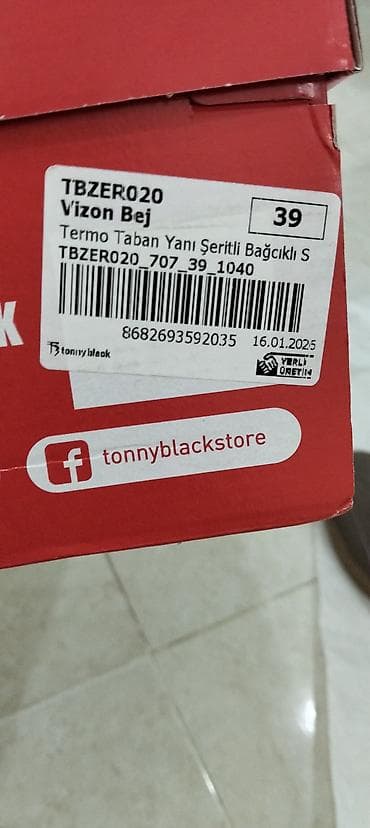 TBZER020
Vizon Bej
39
Termo Taban Yanı Şeritli Bağcıklı S
TBZER020_707_39_1040
8682693592035 16.01.2025
tonnyblack
YERLİ
ÜRETİM
K
f tonnyblackstore